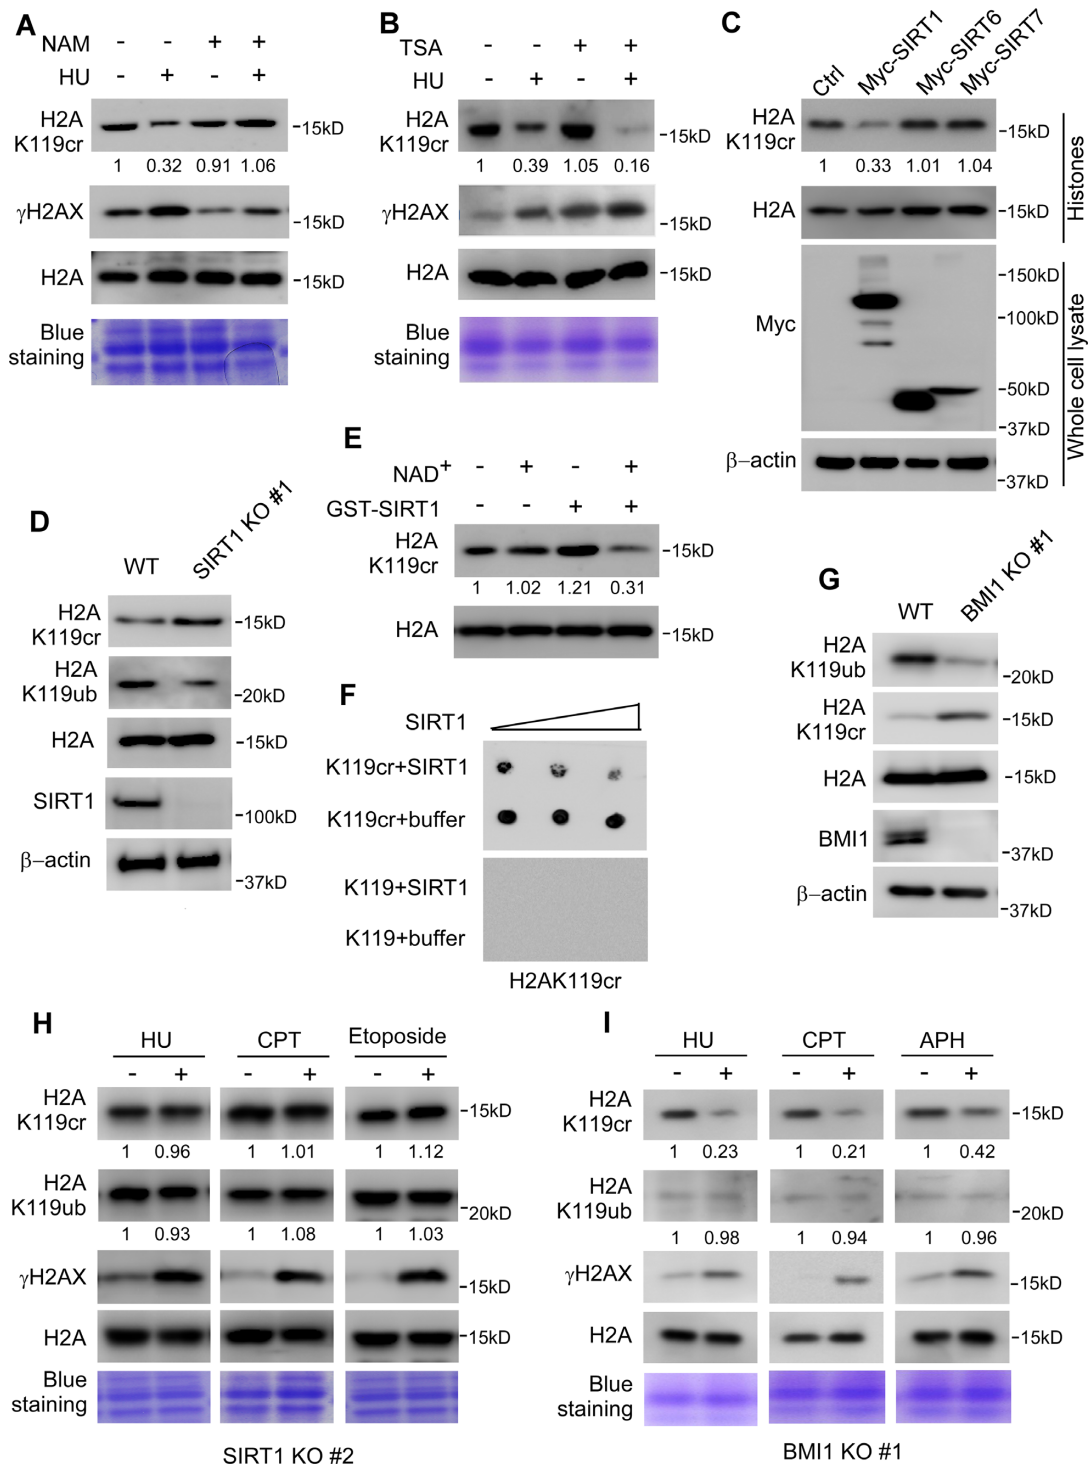 A
NAM - - + +
HU - + - +
H2A
K119cr
-15kD
1 0.32 0.91 1.06
γH2AX
-15kD
H2A
-15kD
Blue
staining
B
TSA - - + +
HU - + - +
H2A
K119cr
-15kD
1 0.39 1.05 0.16
γH2AX
-15kD
H2A
-15kD
Blue
staining
C
Ctrl
Myc-SIRT1
Myc-SIRT6
Myc-SIRT7
H2A
K119cr
-15kD
1 0.33 1.01 1.04
H2A
-15kD
Histones
Myc
-150kD
-100kD
-50kD
-37kD
β-actin
-37kD
Whole cell lysate
D
WT
SIRT1 KO #1
H2A
K119cr
-15kD
H2A
K119ub
-20kD
H2A
-15kD
SIRT1
-100kD
β-actin
-37kD
E
NAD+ - + - +
GST-SIRT1 - - + +
H2A
K119cr
-15kD
1 1.02 1.21 0.31
H2A
-15kD
F
SIRT1
K119cr+SIRT1
K119cr+buffer
K119+SIRT1
K119+buffer
H2AK119cr
G
WT
BMI1 KO #1
H2A
K119ub
-20kD
H2A
K119cr
-15kD
H2A
-15kD
BMI1
-37kD
β-actin
-37kD
H
HU CPT Etoposide
- + - + - +
H2A
K119cr
-15kD
1 0.96 1 1.01 1 1.12
H2A
K119ub
-20kD
1 0.93 1 1.08 1 1.03
γH2AX
-15kD
H2A
-15kD
Blue
staining
SIRT1 KO #2
I
HU CPT APH
- + - + - +
H2A
K119cr
-15kD
1 0.23 1 0.21 1 0.42
H2A
K119ub
-20kD
1 0.98 1 0.94 1 0.96
γH2AX
-15kD
H2A
-15kD
Blue
staining
BMI1 KO #1